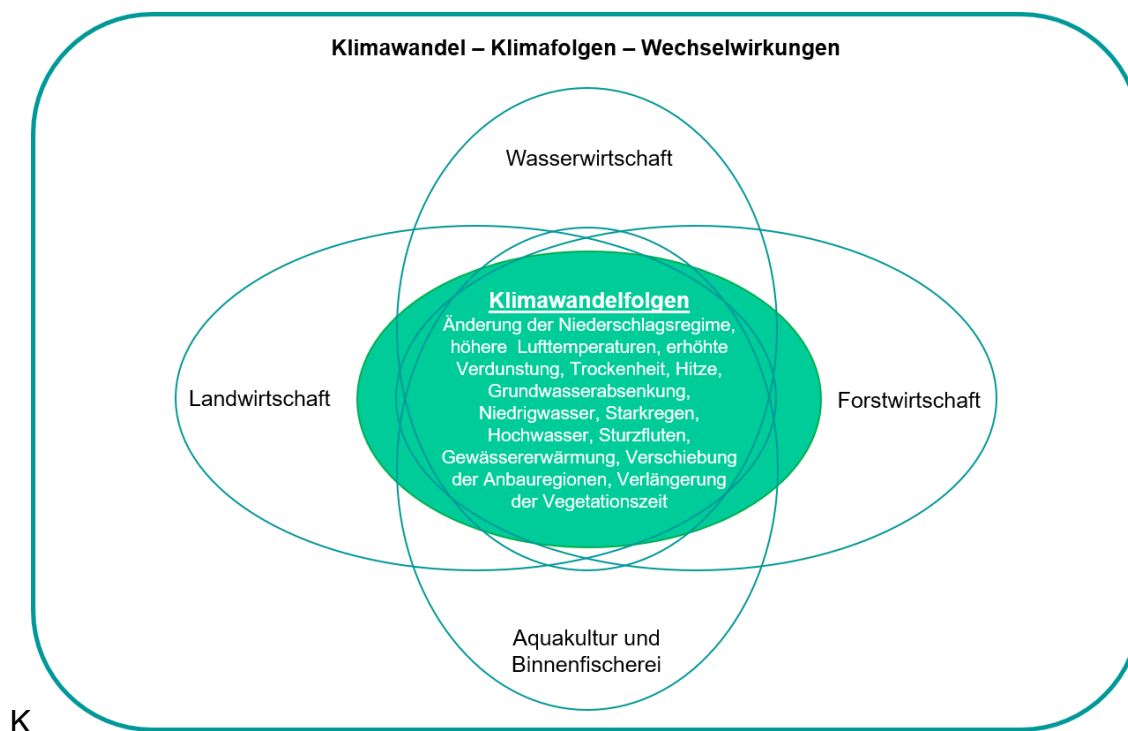 Klimawandel – Klimafolgen – Wechselwirkungen
Wasserwirtschaft
Klimawandelfolgen
Änderung der Niederschlagsregime,
höhere Lufttemperaturen, erhöhte
Verdunstung, Trockenheit, Hitze,
Grundwasserabsenkung,
Niedrigwasser, Starkregen,
Hochwasser, Sturzfluten,
Gewässererwärmung, Verschiebung
der Anbauregionen, Verlängerung
der Vegetationszeit
Landwirtschaft
Forstwirtschaft
Aquakultur und
Binnenfischerei
K